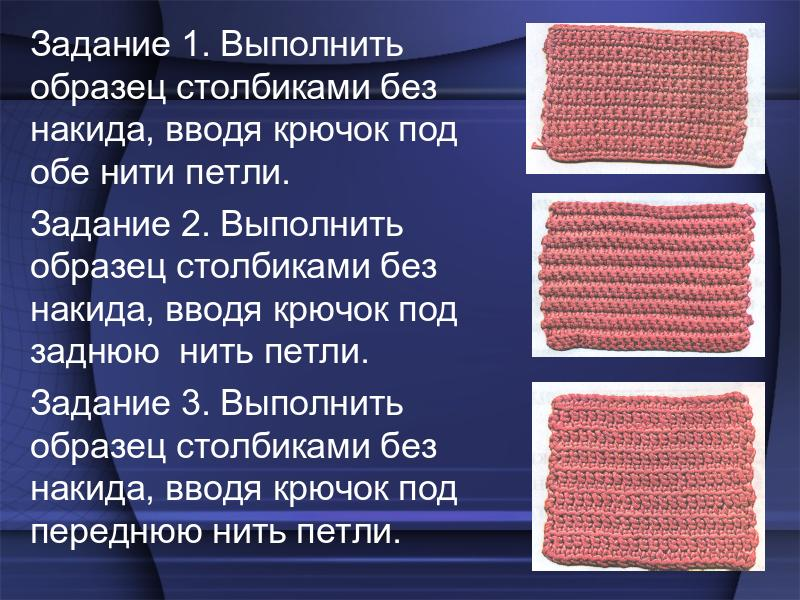 Задание 1. Выполнить
образец столбиками без
накида, вводя крючок под
обе нити петли.
Задание 2. Выполнить
образец столбиками без
накида, вводя крючок под
заднюю  нить петли.
Задание 3. Выполнить
образец столбиками без
накида, вводя крючок под
переднюю нить петли.